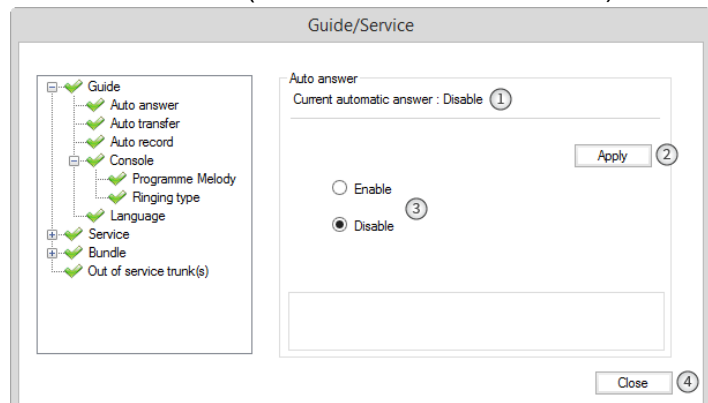 Guide/Service
Guide
Auto answer
Auto transfer
Auto record
Console
Programme Melody
Ringing type
Language
Service
Bundle
Out of service trunk(s)
Auto answer
Current automatic answer : Disable 1
Apply 2
Enable
3
Disable
Close 4